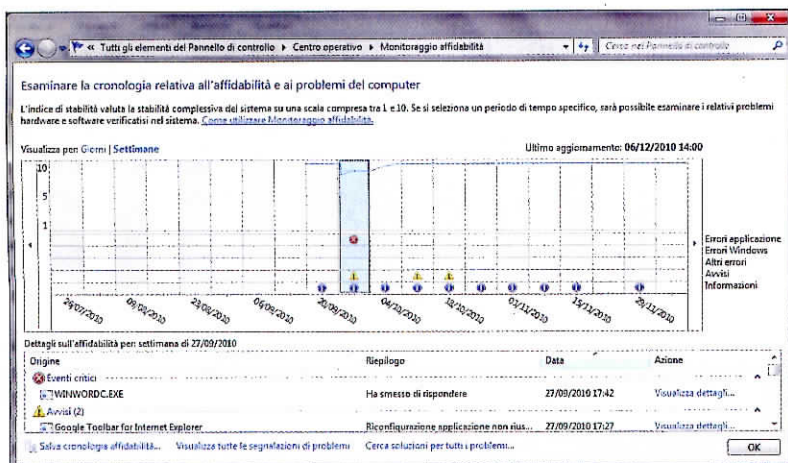 « Tutti gli elementi del Pannello di controllo ▸ Centro operativo ▸ Monitoraggio affidabilità
Cerca nel Pannello di controllo
Esaminare la cronologia relativa all'affidabilità e ai problemi del computer
L'indice di stabilità valuta la stabilità complessiva del sistema su una scala compresa tra 1 e 10. Se si seleziona un periodo di tempo specifico, sarà possibile esaminare i relativi problemi
hardware e software verificatisi nel sistema. Come utilizzare Monitoraggio affidabilità.
Visualizza per: Giorni | Settimane
Ultimo aggiornamento: 06/12/2010 14:00
10
5
1
Errori applicazione
Errori Windows
Altri errori
Avvisi
Informazioni
26/07/2010 09/08/2010 23/08/2010 06/09/2010 20/09/2010 04/10/2010 18/10/2010 01/11/2010 15/11/2010 29/11/2010
Dettagli sull'affidabilità per: settimana di 27/09/2010
Origine Riepilogo Data Azione
Eventi critici
WINWORDC.EXE Ha smesso di rispondere 27/09/2010 17:42 Visualizza dettagli...
Avvisi (2)
Google Toolbar for Internet Explorer Riconfigurazione applicazione non rius... 27/09/2010 17:27 Visualizza dettagli...
Salva cronologia affidabilità... Visualizza tutte le segnalazioni di problemi Cerca soluzioni per tutti i problemi...
OK